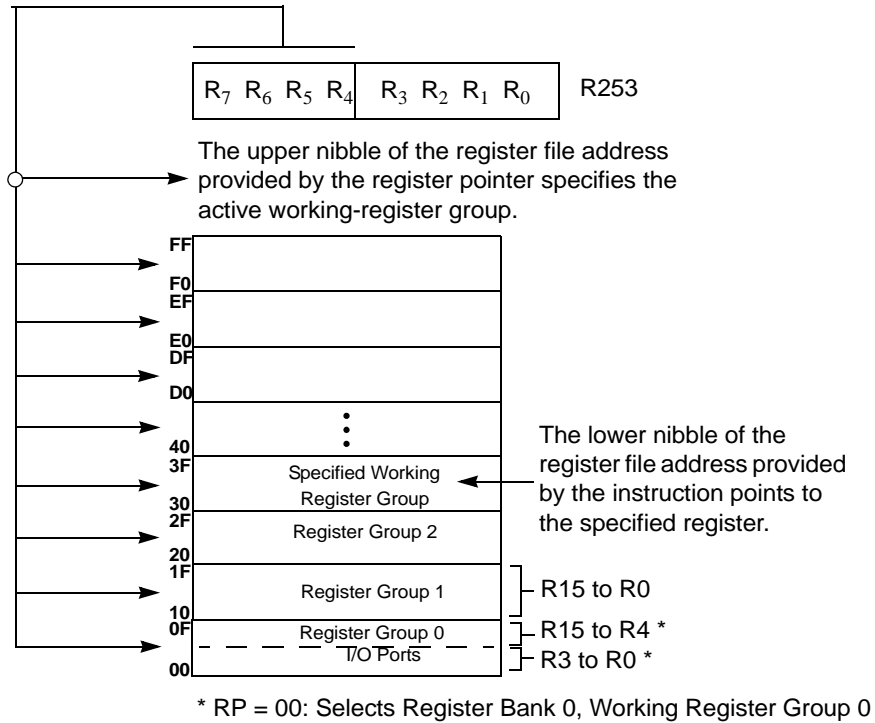 R7 R6 R5 R4 R3 R2 R1 R0 R253
The upper nibble of the register file address
provided by the register pointer specifies the
active working-register group.
FF
F0
EF
E0
DF
D0
40
3F
Specified Working
Register Group
30
The lower nibble of the
register file address provided
by the instruction points to
the specified register.
2F
Register Group 2
20
1F
Register Group 1
R15 to R0
10
0F
Register Group 0
R15 to R4 *
I/O Ports
R3 to R0 *
00
* RP = 00: Selects Register Bank 0, Working Register Group 0